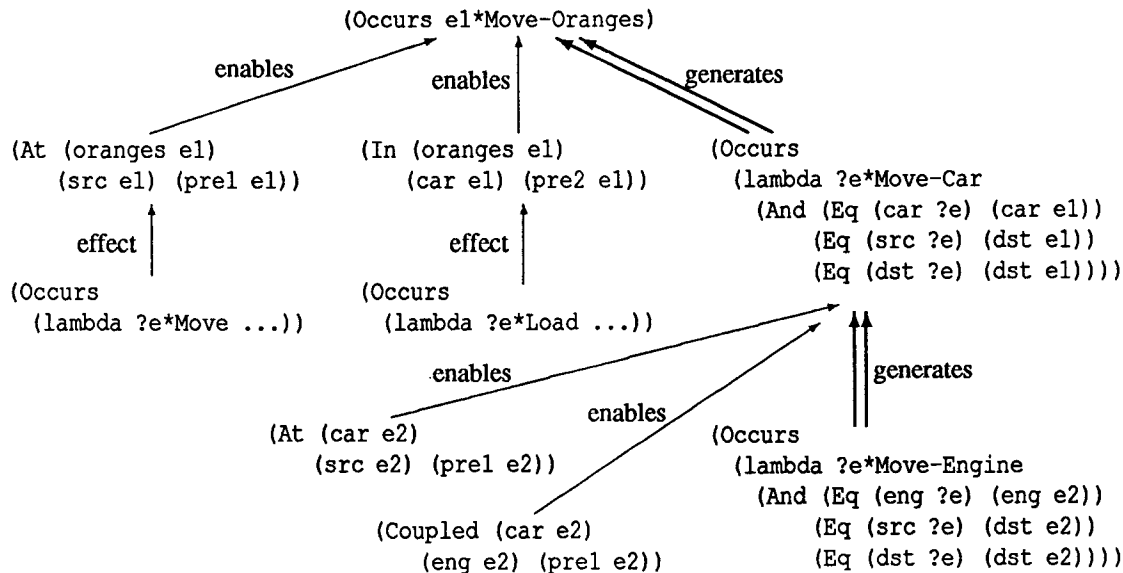 (Occurs e1*Move-Oranges)
enables
enables
generates
(At (oranges e1)
(src e1) (pre1 e1))
(In (oranges e1)
(car e1) (pre2 e1))
(Occurs
(lambda ?e*Move-Car
(And (Eq (car ?e) (car e1))
(Eq (src ?e) (dst e1))
(Eq (dst ?e) (dst e1))))
effect
effect
(Occurs
(lambda ?e*Move ...))
(Occurs
(lambda ?e*Load ...))
enables
enables
generates
(At (car e2)
(src e2) (pre1 e2))
(Coupled (car e2)
(eng e2) (pre1 e2))
(Occurs
(lambda ?e*Move-Engine
(And (Eq (eng ?e) (eng e2))
(Eq (src ?e) (dst e2))
(Eq (dst ?e) (dst e2))))